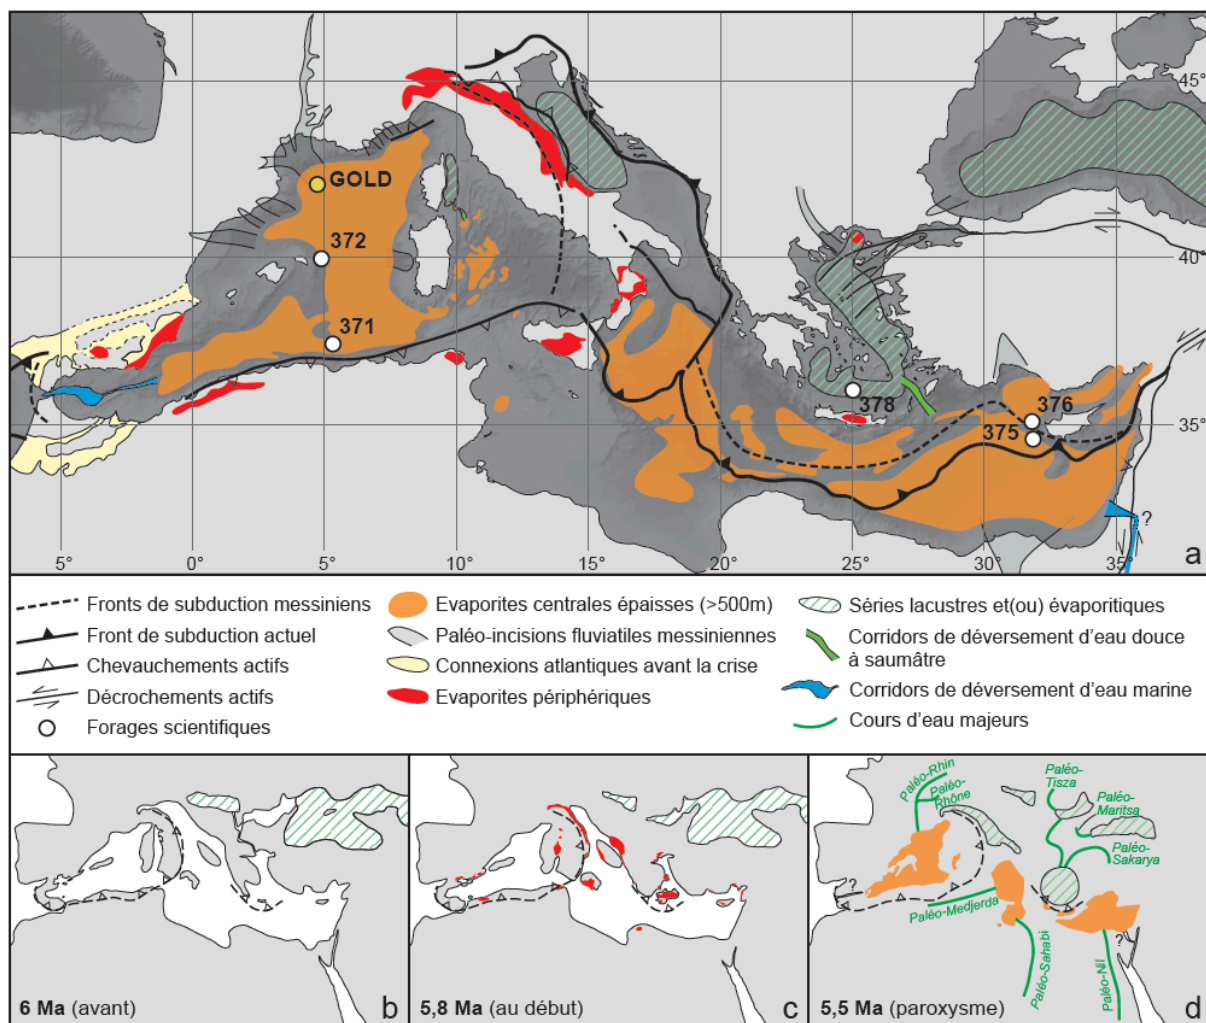 45°
GOLD
372
40°
371
378
376
375
35°
?
5°
0°
5°
10°
15°
20°
25°
30°
35°
a
Fronts de subduction messiniens
Front de subduction actuel
Chevauchements actifs
Décrochements actifs
Forages scientifiques
Evaporites centrales épaisses (>500m)
Paléo-incisions fluviatiles messiniennes
Connexions atlantiques avant la crise
Evaporites périphériques
Séries lacustres et(ou) évaporitiques
Corridors de déversement d'eau douce
à saumâtre
Corridors de déversement d'eau marine
Cours d'eau majeurs
6 Ma (avant)
b
5,8 Ma (au début)
c
Paléo-Rhin
Paléo-
Rhône
Paléo-
Tisza
Paléo-
Maritsa
Paléo-
Sakarya
Paléo-Medjerda
Paléo-Sahabi
Paléo-Nil
?
5,5 Ma (paroxysme)
d